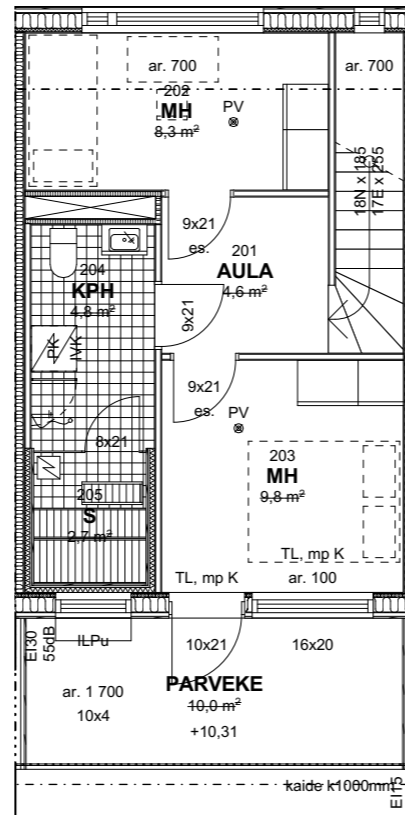 ar. 700
ar. 700
202
MH
8,3 m²
PV
18N x 185
17E x 255
9x21
es.
201
AULA
4,6 m²
204
KPH
4,8 m²
9x21
PK
IVK
9x21
es.
PV
8x21
203
MH
9,8 m²
205
S
2,7 m²
TL, mp K
TL, mp K
ar. 100
EI30
55dB
ILPu
10x21
16x20
ar. 1 700
10x4
PARVEKE
10,0 m²
+10,31
kaide k1000mm
EI15